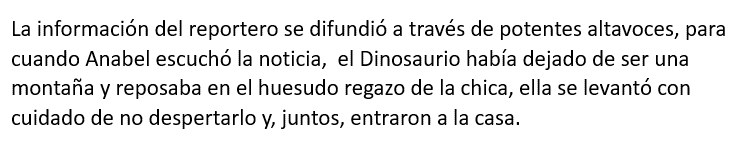 La información del reportero se difundió a través de potentes altavoces, para
cuando Anabel escuchó la noticia,  el Dinosaurio había dejado de ser una
montaña y reposaba en el huesudo regazo de la chica, ella se levantó con
cuidado de no despertarlo y, juntos, entraron a la casa.